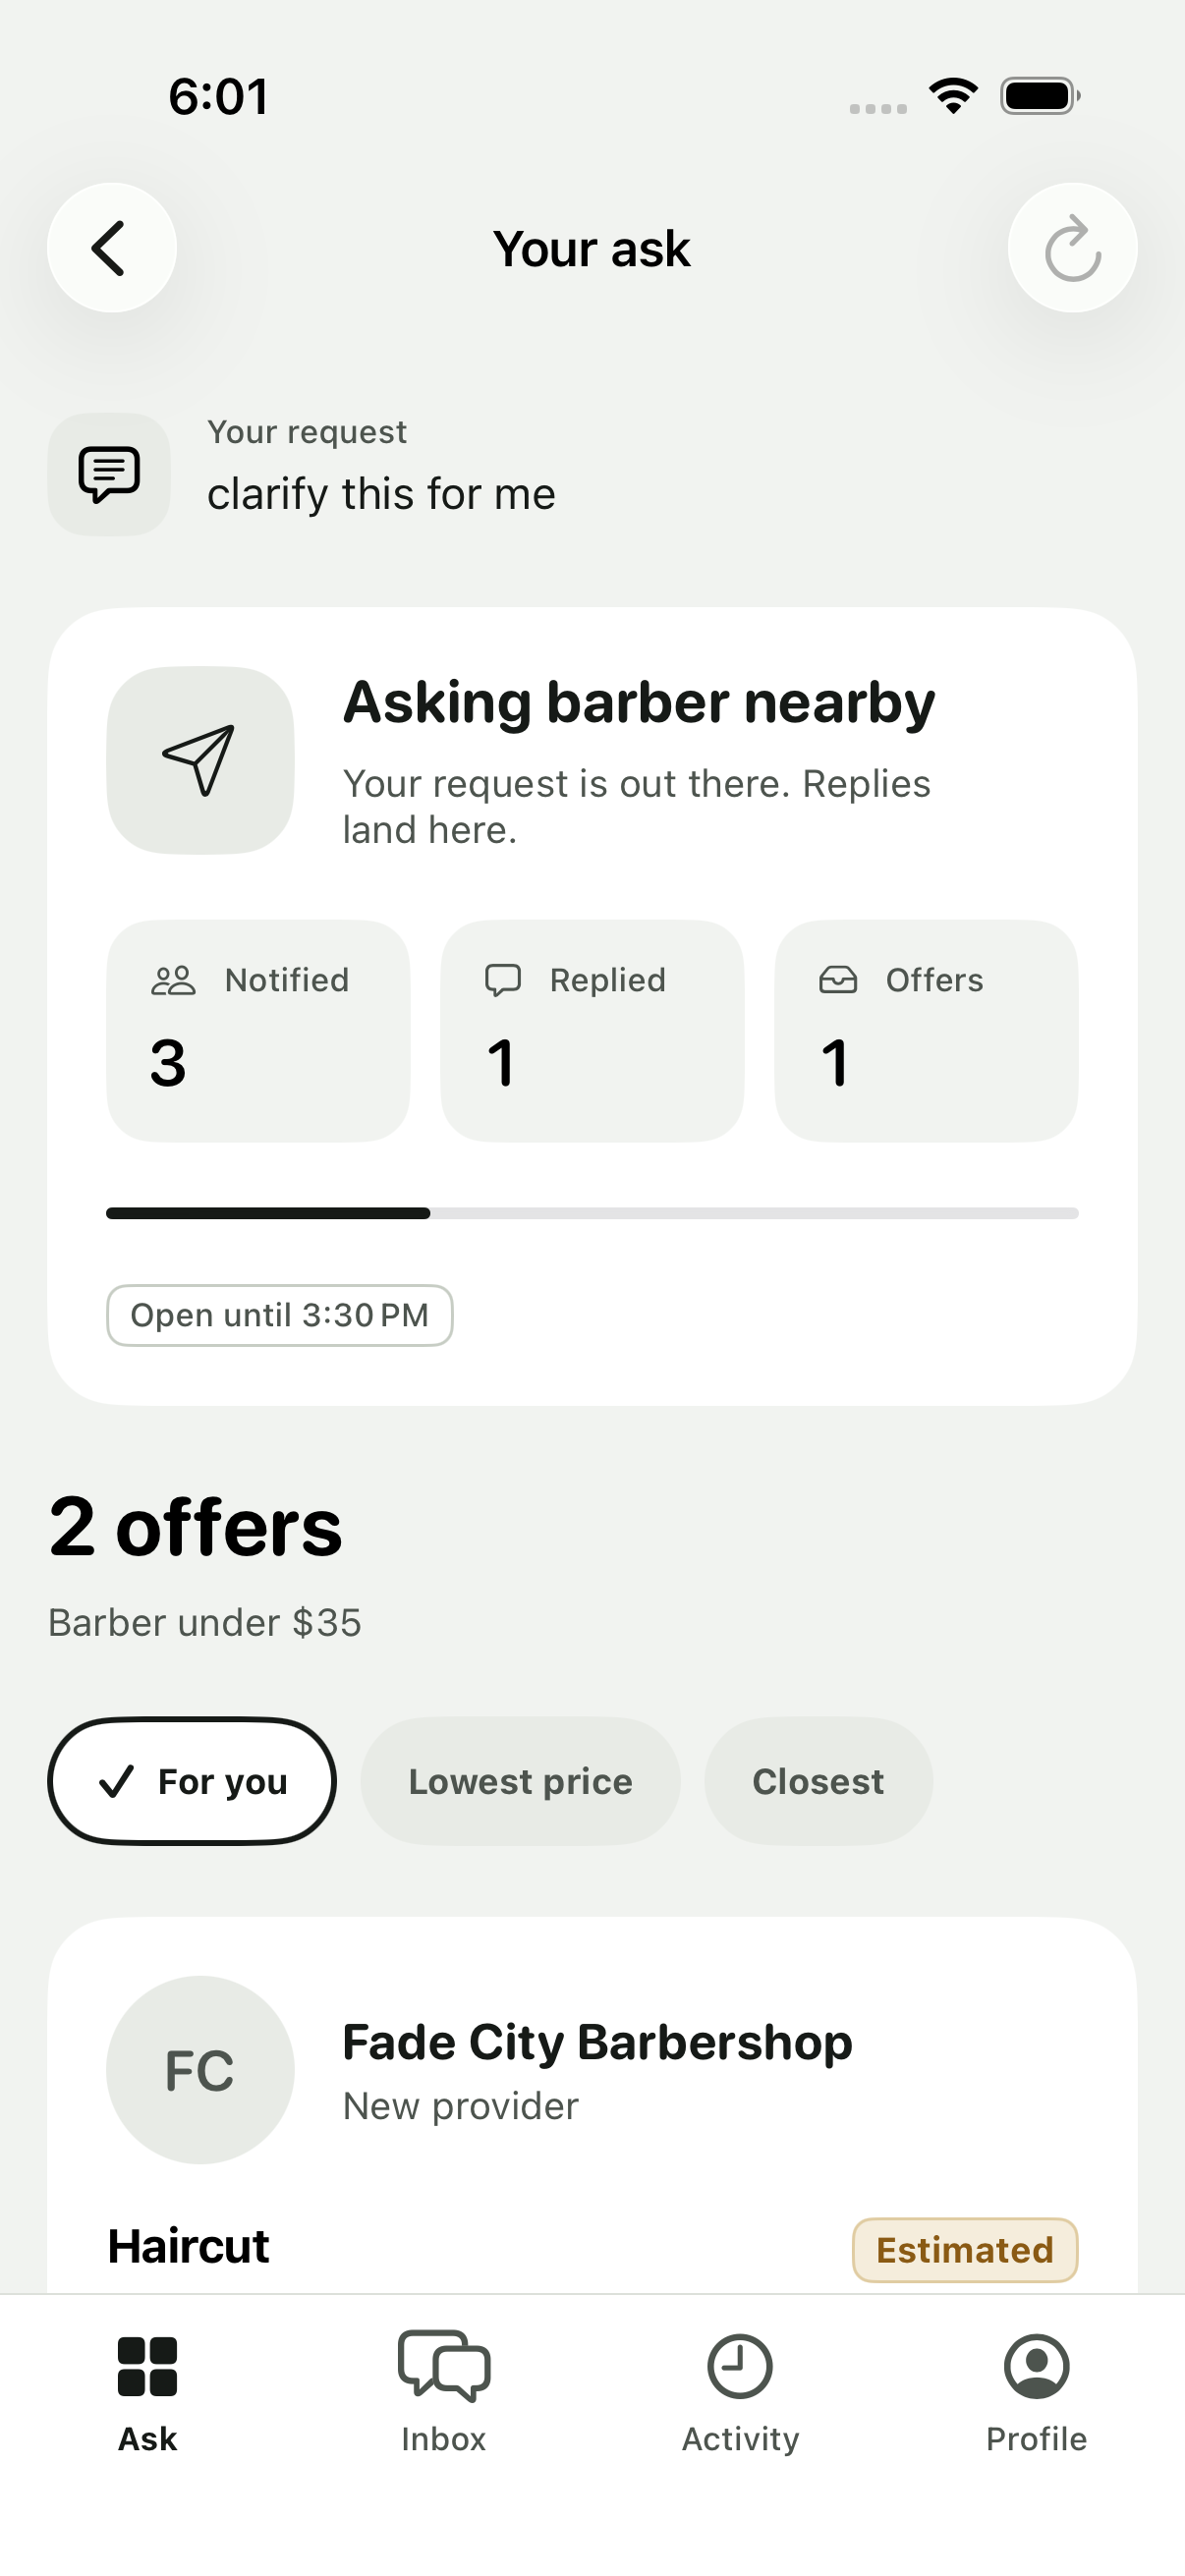 6:01
Your ask
Your request
clarify this for me
Asking barber nearby
Your request is out there. Replies
land here.
Notified
3
Replied
1
Offers
1
Open until 3:30 PM
2 offers
Barber under $35
For you
Lowest price
Closest
FC
Fade City Barbershop
New provider
Haircut
Estimated
Ask
Inbox
Activity
Profile